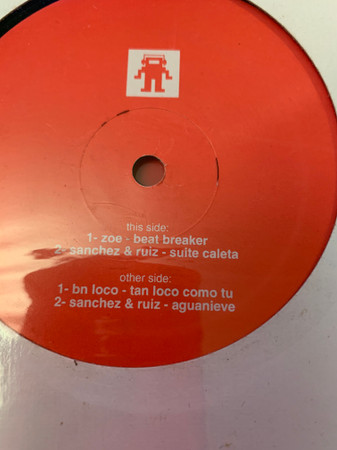 this side:
1- zoe - beat breaker
2- sanchez & ruiz - suite caleta
other side:
1- bn loco - tan loco como tu
2- sanchez & ruiz - aguanieve